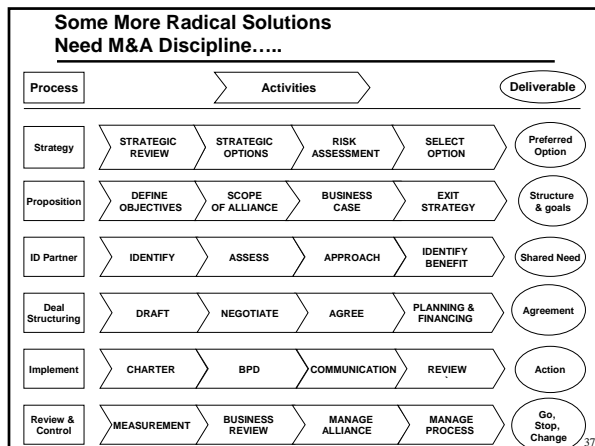 Some More Radical Solutions
Need M&A Discipline.....
Process
Activities
Deliverable
Strategy
STRATEGIC
REVIEW
STRATEGIC
OPTIONS
RISK
ASSESSMENT
SELECT
OPTION
Preferred
Option
Proposition
DEFINE
OBJECTIVES
SCOPE
OF ALLIANCE
BUSINESS
CASE
EXIT
STRATEGY
Structure
& goals
ID Partner
IDENTIFY
ASSESS
APPROACH
IDENTIFY
BENEFIT
Shared Need
Deal
Structuring
DRAFT
NEGOTIATE
AGREE
PLANNING &
FINANCING
Agreement
Implement
CHARTER
BPD
COMMUNICATION
REVIEW
Action
Review &
Control
MEASUREMENT
BUSINESS
REVIEW
MANAGE
ALLIANCE
MANAGE
PROCESS
Go,
Stop,
Change
37